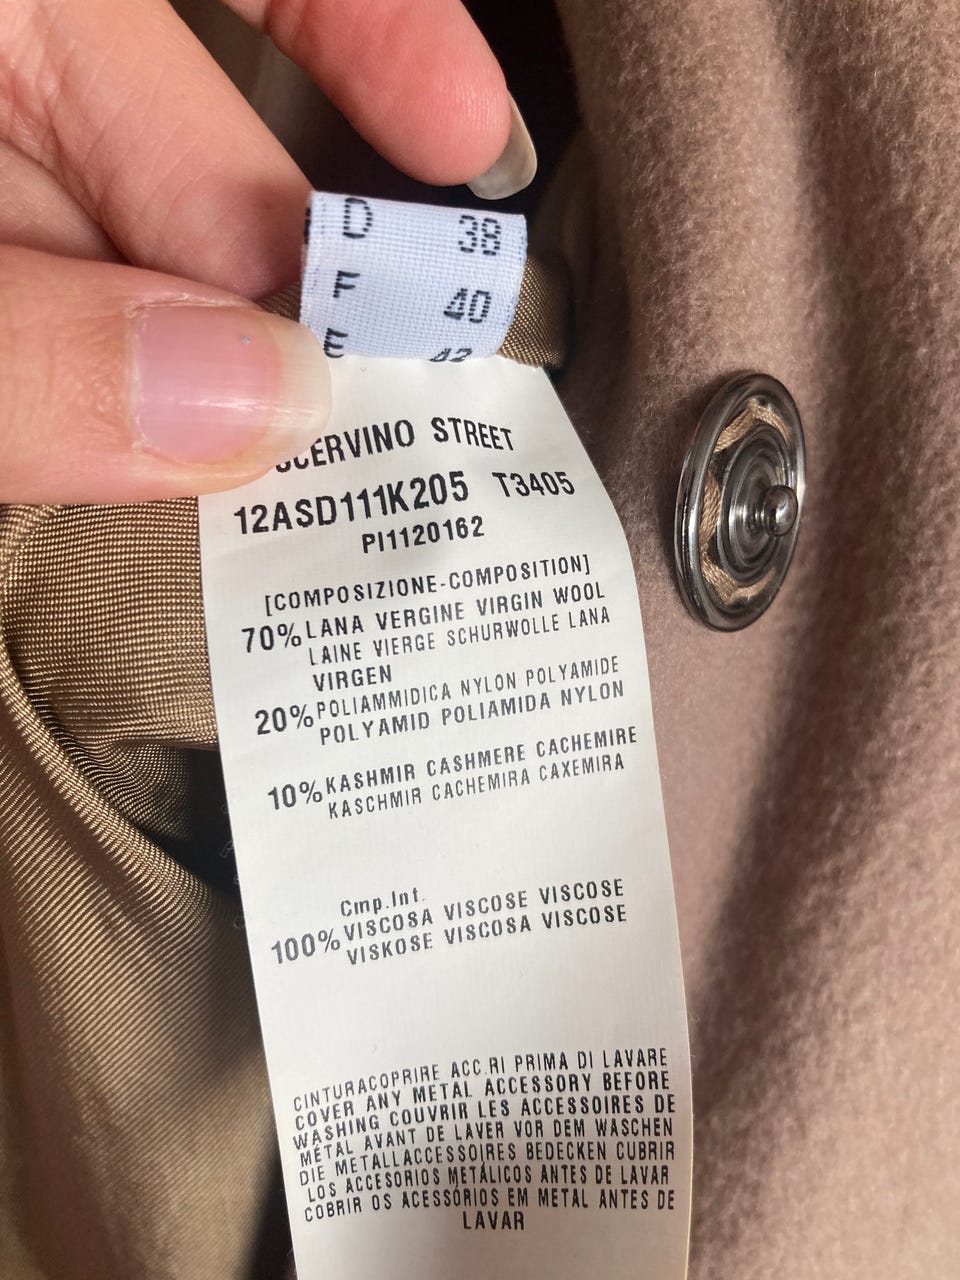 D 38
F 40
E 42
SCERVINO STREET
12ASD111K205 T3405
PI1120162
[COMPOSIZIONE-COMPOSITION]
70% LANA VERGINE VIRGIN WOOL
LAINE VIERGE SCHURWOLLE LANA
VIRGEN
20% POLIAMMIDICA NYLON POLYAMIDE
POLYAMID POLIAMIDA NYLON
10% KASHMIR CASHMERE CACHEMIRE
KASCHMIR CACHEMIRA CAXEMIRA
Cmp.Int.
100% VISCOSA VISCOSE VISCOSE
VISKOSE VISCOSA VISCOSE
CINTURACOPRIRE ACC.RI PRIMA DI LAVARE
COVER ANY METAL ACCESSORY BEFORE
WASHING COUVRIR LES ACCESSOIRES DE
MÉTAL AVANT DE LAVER VOR DEM WASCHEN
DIE METALLACCESSOIRES BEDECKEN CUBRIR
LOS ACCESORIOS METÁLICOS ANTES DE LAVAR
COBRIR OS ACESSÓRIOS EM METAL ANTES DE
LAVAR